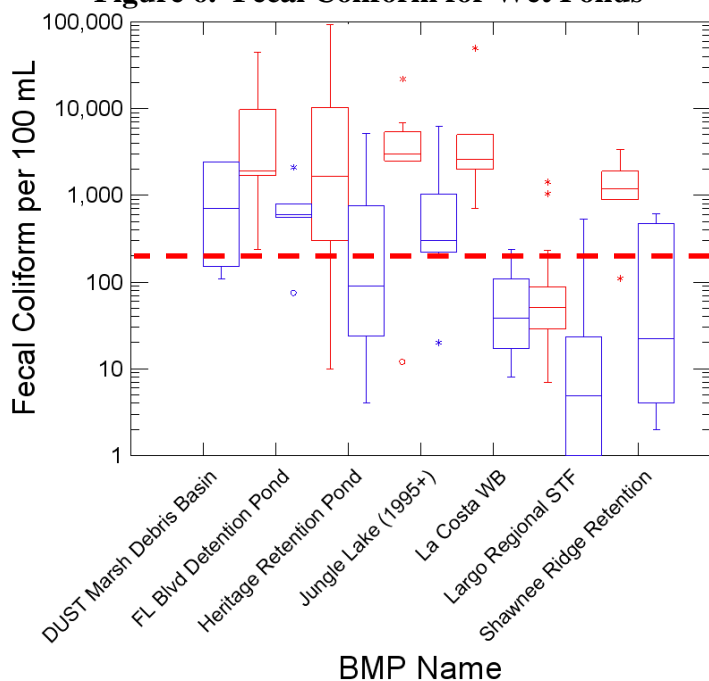 Figure 6. Fecal Coliform for Wet Ponds
100,000
10,000
1,000
100
10
1
Fecal Coliform per 100 mL
DUST Marsh Debris Basin
FL Blvd Detention Pond
Heritage Retention Pond
Jungle Lake (1995+)
La Costa WB
Largo Regional STF
Shawnee Ridge Retention
BMP Name